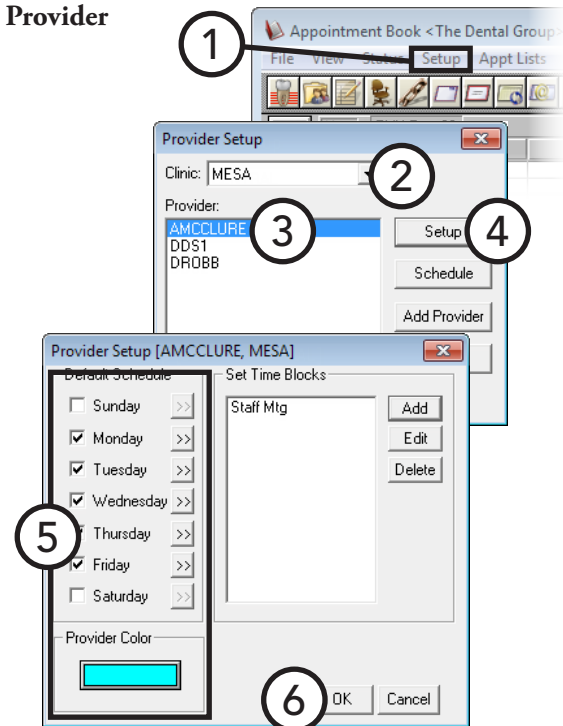 Provider
1
Appointment Book <The Dental Group>
File View Status Setup Appt Lists
Provider Setup
Clinic: MESA
2
Provider:
AMCCLURE
DDS1
DROBB
3
Setup
4
Schedule
Add Provider
Provider Setup [AMCCLURE, MESA]
Default Schedule
Sunday >>
Monday >>
Tuesday >>
Wednesday >>
Thursday >>
Friday >>
Saturday >>
5
Provider Color
Set Time Blocks
Staff Mtg
Add
Edit
Delete
6
OK
Cancel